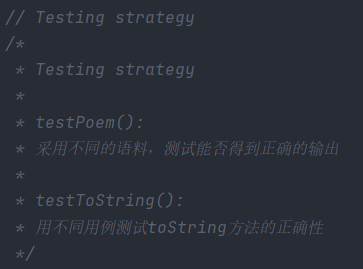 // Testing strategy
/*
 * Testing strategy
 *
 * testPoem():
 * 采用不同的语料，测试能否得到正确的输出
 *
 * testToString():
 * 用不同用例测试toString方法的正确性
 */